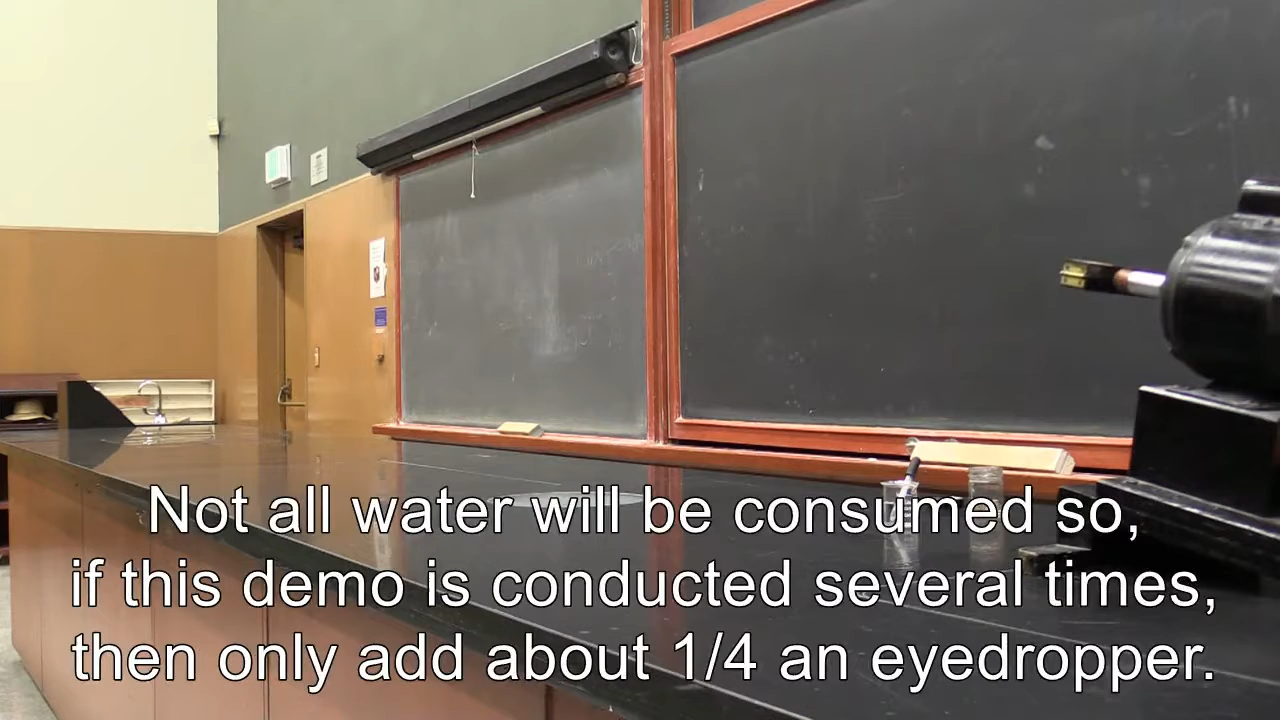 Not all water will be consumed so,
if this demo is conducted several times,
then only add about 1/4 an eyedropper.